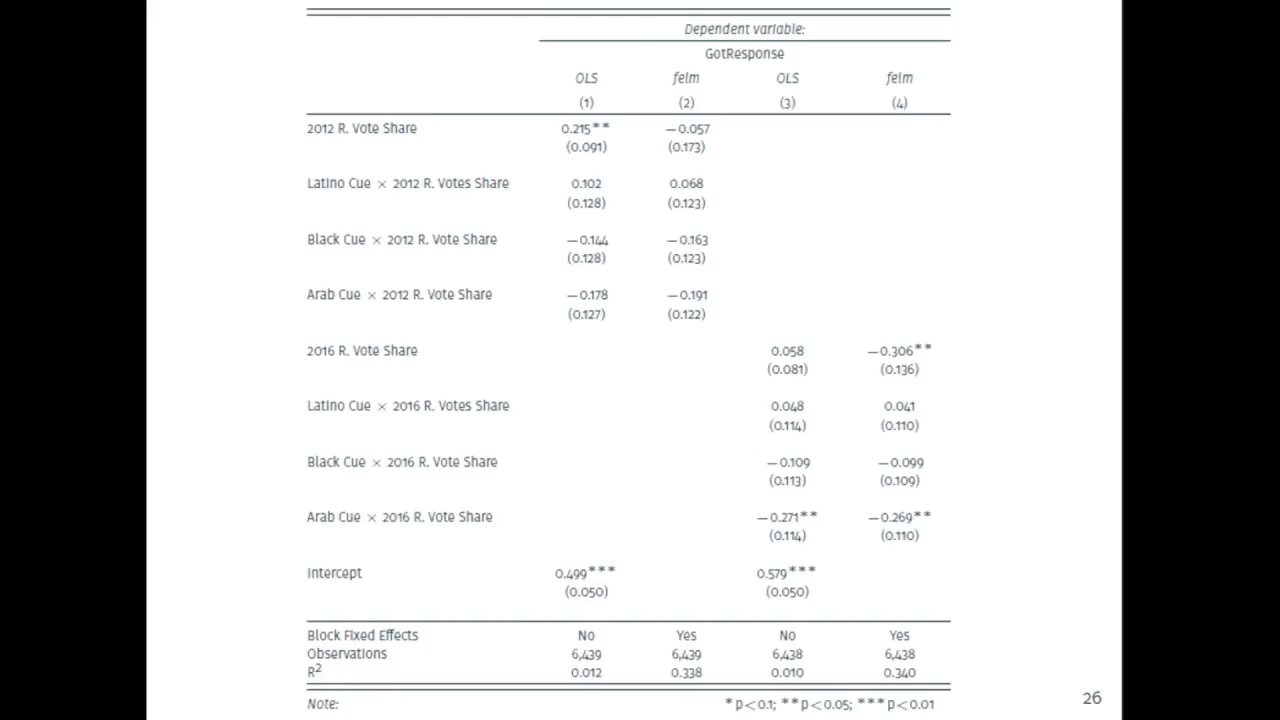 Dependent variable:
GotResponse
OLS felm OLS felm
(1) (2) (3) (4)
2012 R. Vote Share 0.215** −0.057
(0.091) (0.173)
Latino Cue × 2012 R. Votes Share 0.102 0.068
(0.128) (0.123)
Black Cue × 2012 R. Vote Share −0.144 −0.163
(0.128) (0.123)
Arab Cue × 2012 R. Vote Share −0.178 −0.191
(0.127) (0.122)
2016 R. Vote Share 0.058 −0.306**
(0.081) (0.136)
Latino Cue × 2016 R. Votes Share 0.048 0.041
(0.114) (0.110)
Black Cue × 2016 R. Vote Share −0.109 −0.099
(0.113) (0.109)
Arab Cue × 2016 R. Vote Share −0.271** −0.269**
(0.114) (0.110)
Intercept 0.499*** 0.579***
(0.050) (0.050)
Block Fixed Effects No Yes No Yes
Observations 6,439 6,439 6,438 6,438
R² 0.012 0.338 0.010 0.340
Note: *p<0.1; **p<0.05; ***p<0.01
26